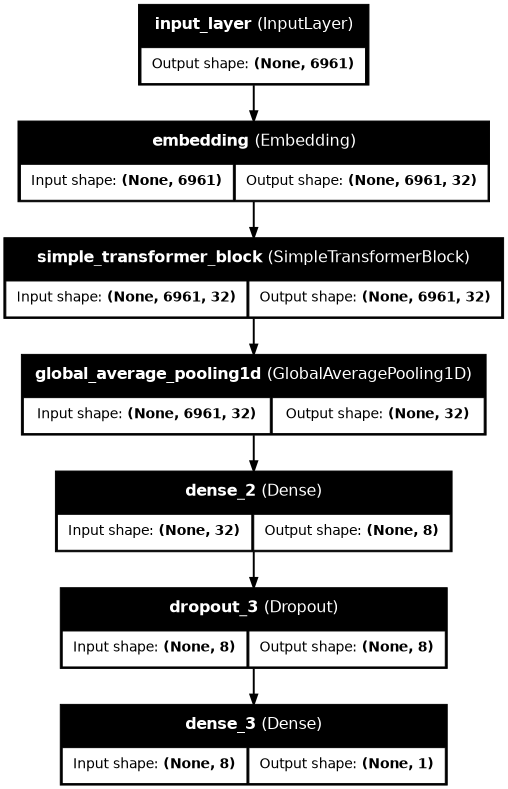 input_layer (InputLayer)
Output shape: (None, 6961)
embedding (Embedding)
Input shape: (None, 6961) Output shape: (None, 6961, 32)
simple_transformer_block (SimpleTransformerBlock)
Input shape: (None, 6961, 32) Output shape: (None, 6961, 32)
global_average_pooling1d (GlobalAveragePooling1D)
Input shape: (None, 6961, 32) Output shape: (None, 32)
dense_2 (Dense)
Input shape: (None, 32) Output shape: (None, 8)
dropout_3 (Dropout)
Input shape: (None, 8) Output shape: (None, 8)
dense_3 (Dense)
Input shape: (None, 8) Output shape: (None, 1)